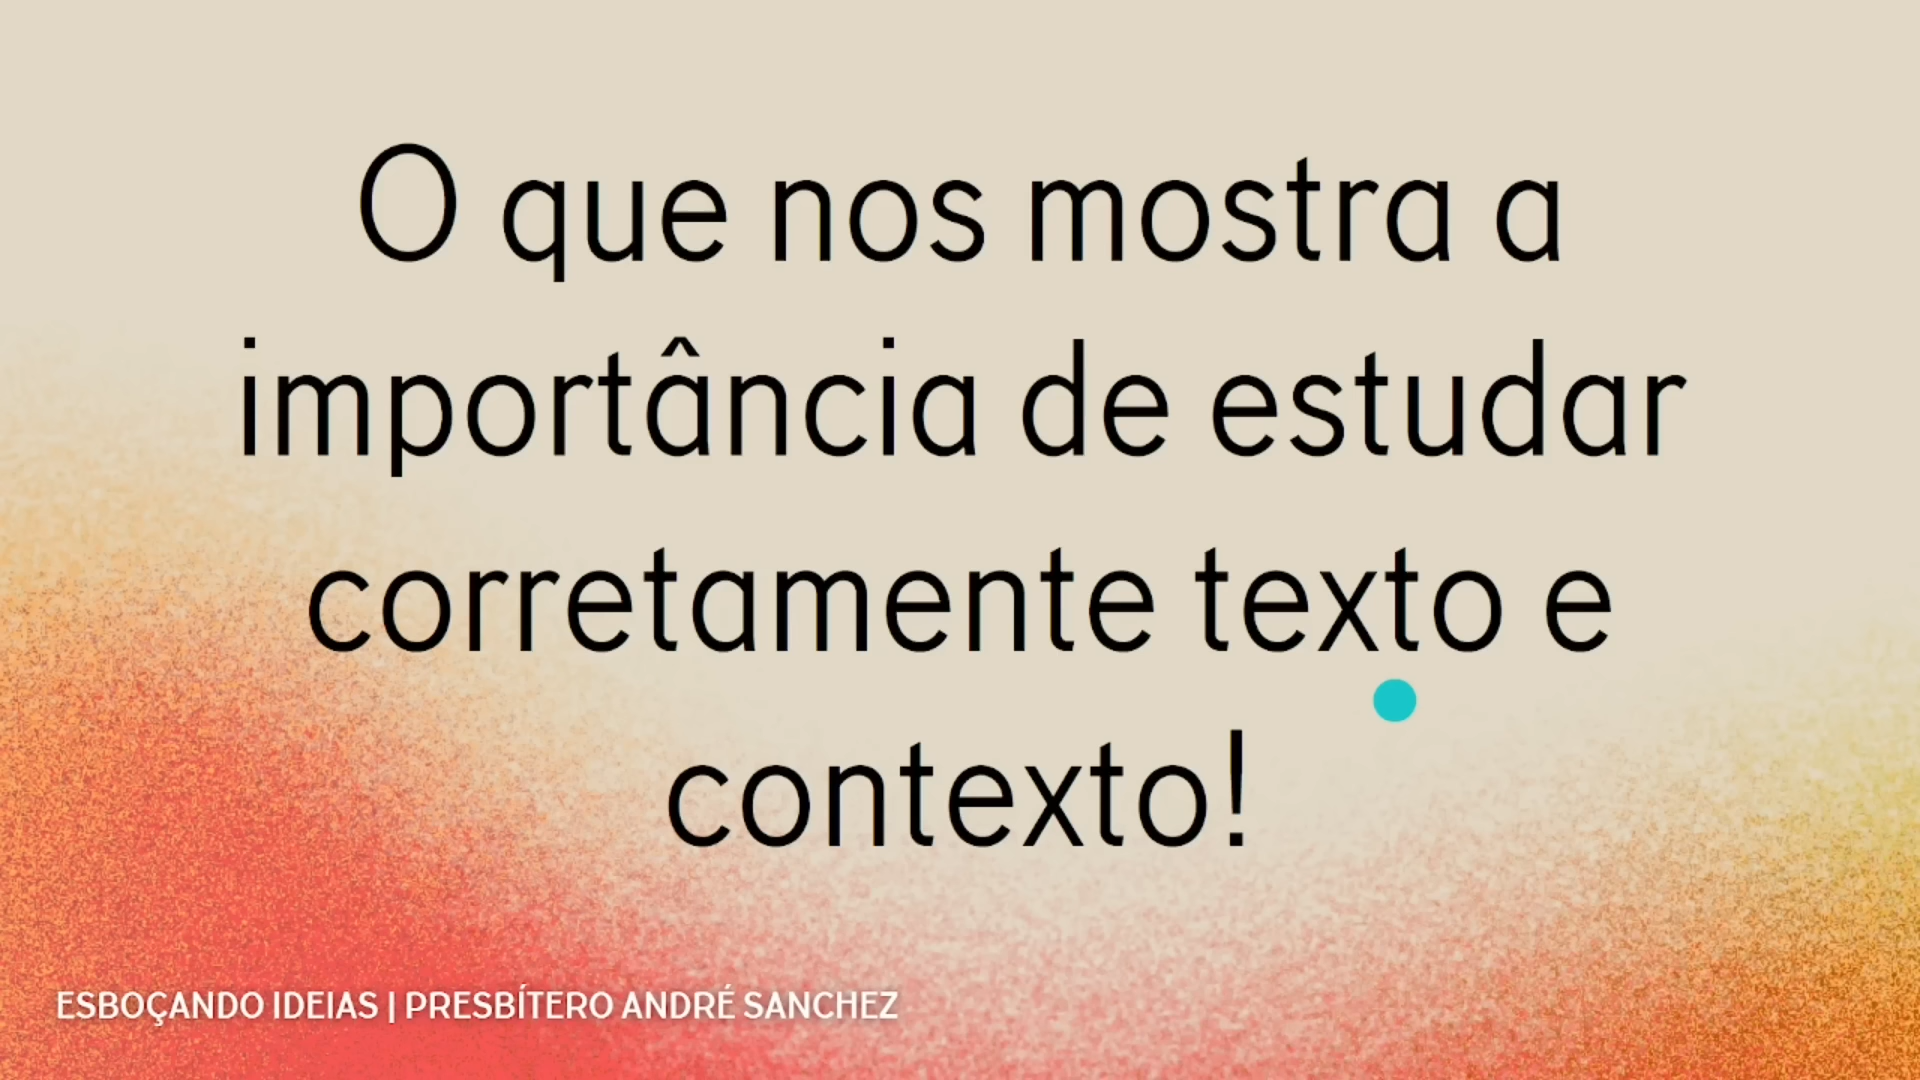 O que nos mostra a
importância de estudar
corretamente texto e
contexto!
ESBOÇANDO IDEIAS | PRESBÍTERO ANDRÉ SANCHEZ